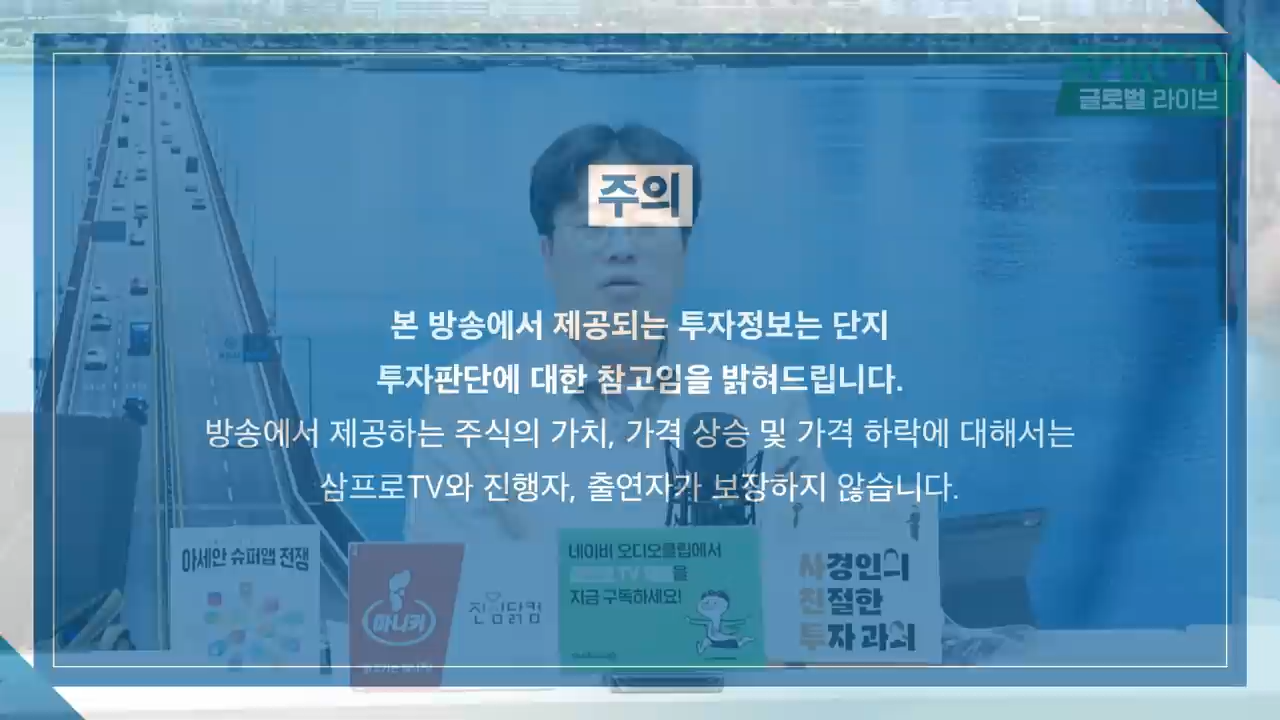 글로벌 라이브
주의
본 방송에서 제공되는 투자정보는 단지
투자판단에 대한 참고임을 밝혀드립니다.
방송에서 제공하는 주식의 가치, 가격 상승 및 가격 하락에 대해서는
삼프로TV와 진행자, 출연자가 보장하지 않습니다.
아세안 슈퍼앱 전쟁
마니커
진심닭컴
네이버 오디오클립에서
을
지금 구독하세요!
사경인의
친절한
투자 과외